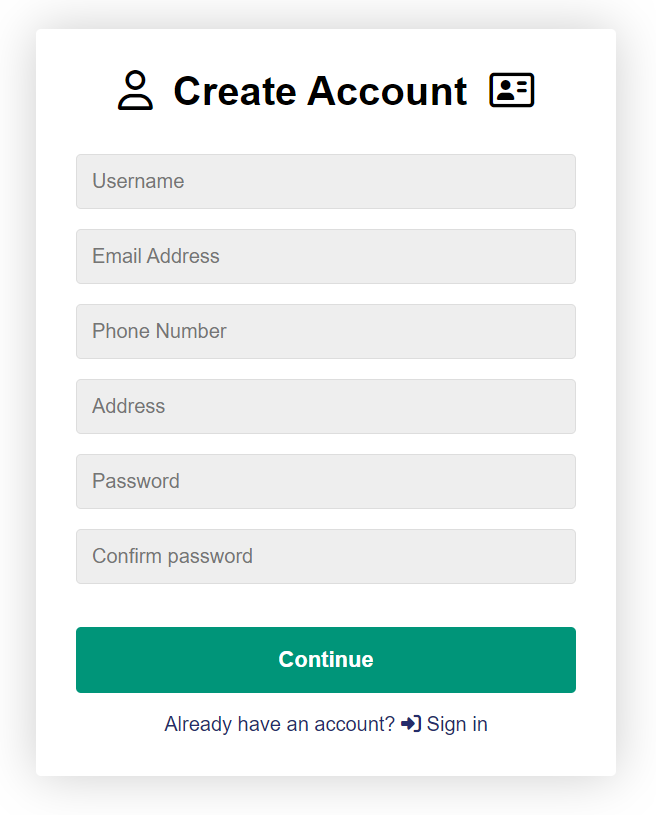 Create Account
Username
Email Address
Phone Number
Address
Password
Confirm password
Continue
Already have an account? Sign in